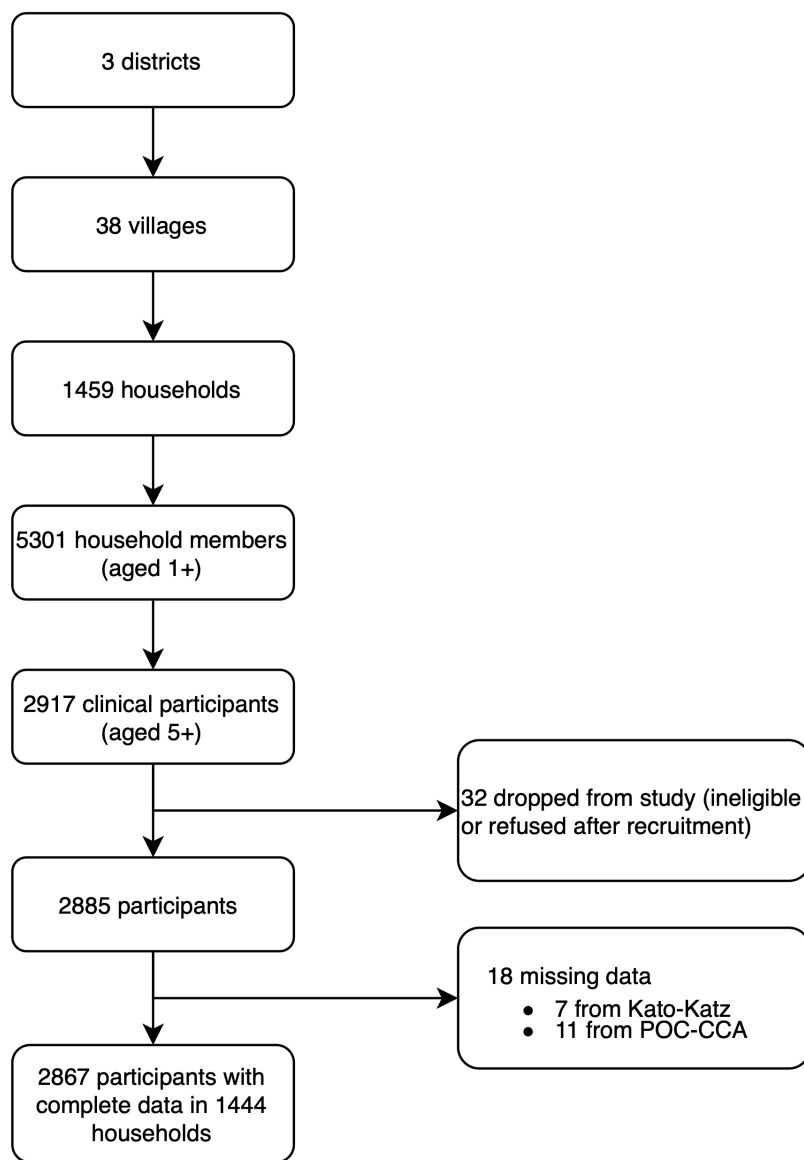 3 districts
38 villages
1459 households
5301 household members
(aged 1+)
2917 clinical participants
(aged 5+)
32 dropped from study (ineligible
or refused after recruitment)
2885 participants
18 missing data
● 7 from Kato-Katz
● 11 from POC-CCA
2867 participants with
complete data in 1444
households